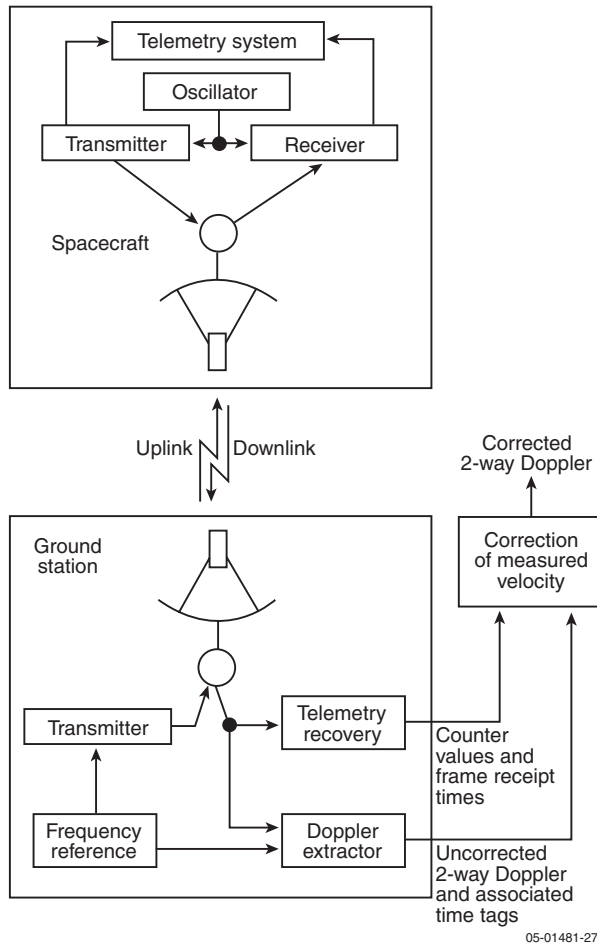 Telemetry system
Oscillator
Transmitter
Receiver
Spacecraft
Uplink
Downlink
Corrected
2-way Doppler
Correction
of measured
velocity
Ground
station
Transmitter
Telemetry
recovery
Counter
values and
frame receipt
times
Frequency
reference
Doppler
extractor
Uncorrected
2-way Doppler
and associated
time tags
05-01481-27